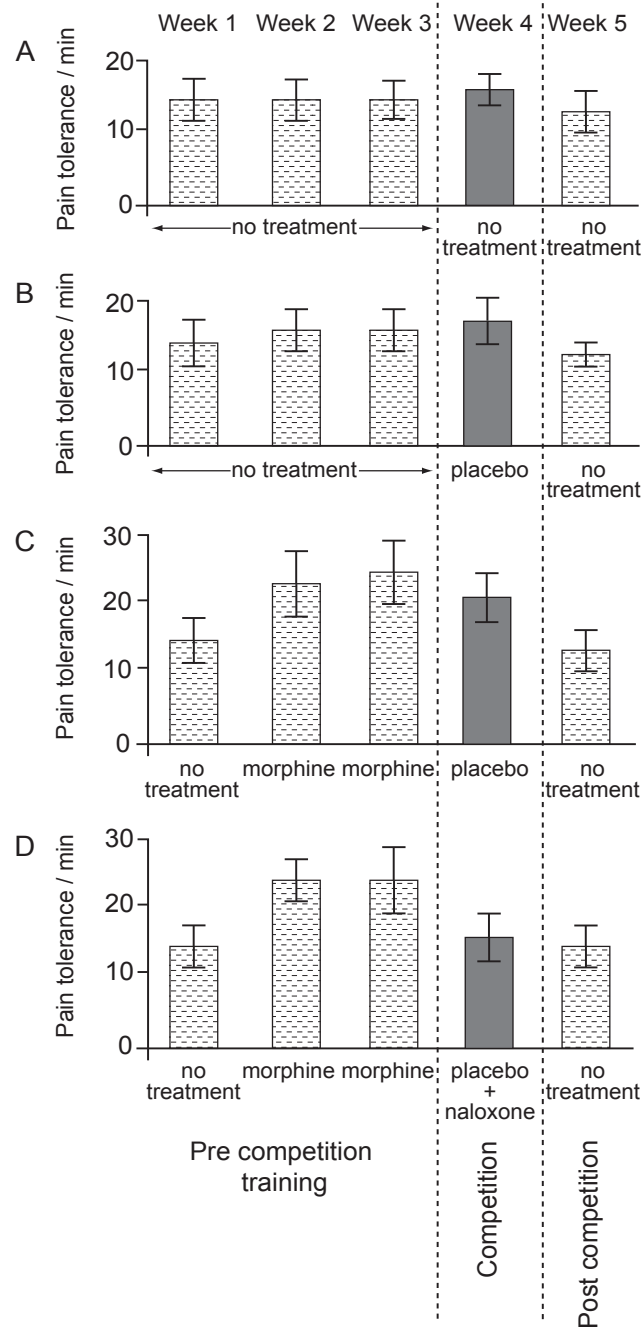 Week 1 Week 2 Week 3 Week 4 Week 5
A
Pain tolerance / min
20
10
0
no treatment
no
treatment
no
treatment
B
Pain tolerance / min
20
10
0
no treatment
placebo
no
treatment
C
Pain tolerance / min
30
20
10
0
no
treatment
morphine
morphine
placebo
no
treatment
D
Pain tolerance / min
30
20
10
0
no
treatment
morphine
morphine
placebo
+
naloxone
no
treatment
Pre competition
training
Competition
Post competition